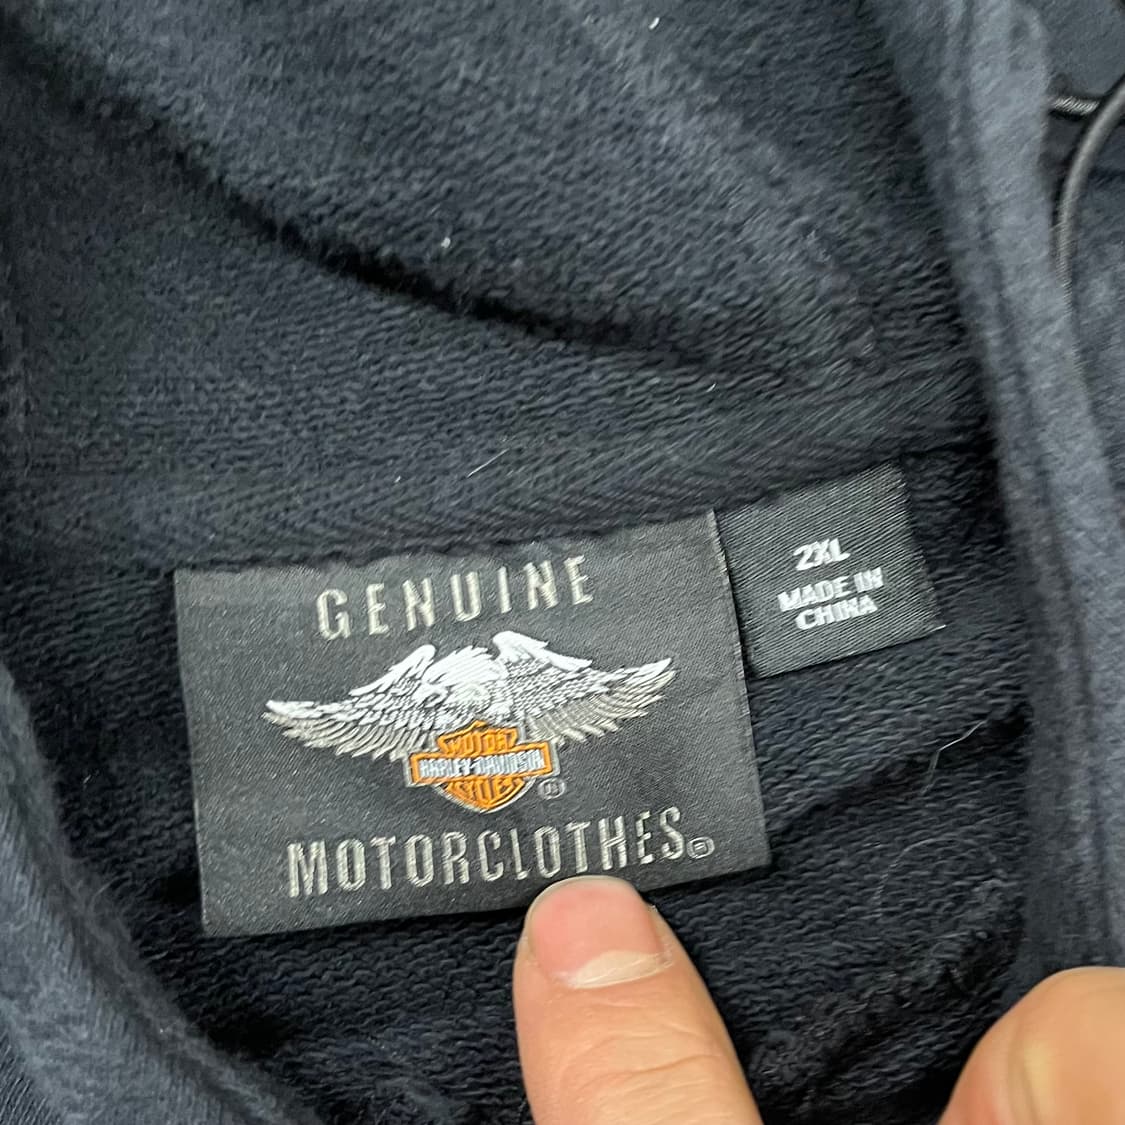 GENUINE
MOTOR
HARLEY-DAVIDSON
CYCLES
®
MOTORCLOTHES®
2XL
MADE IN
CHINA